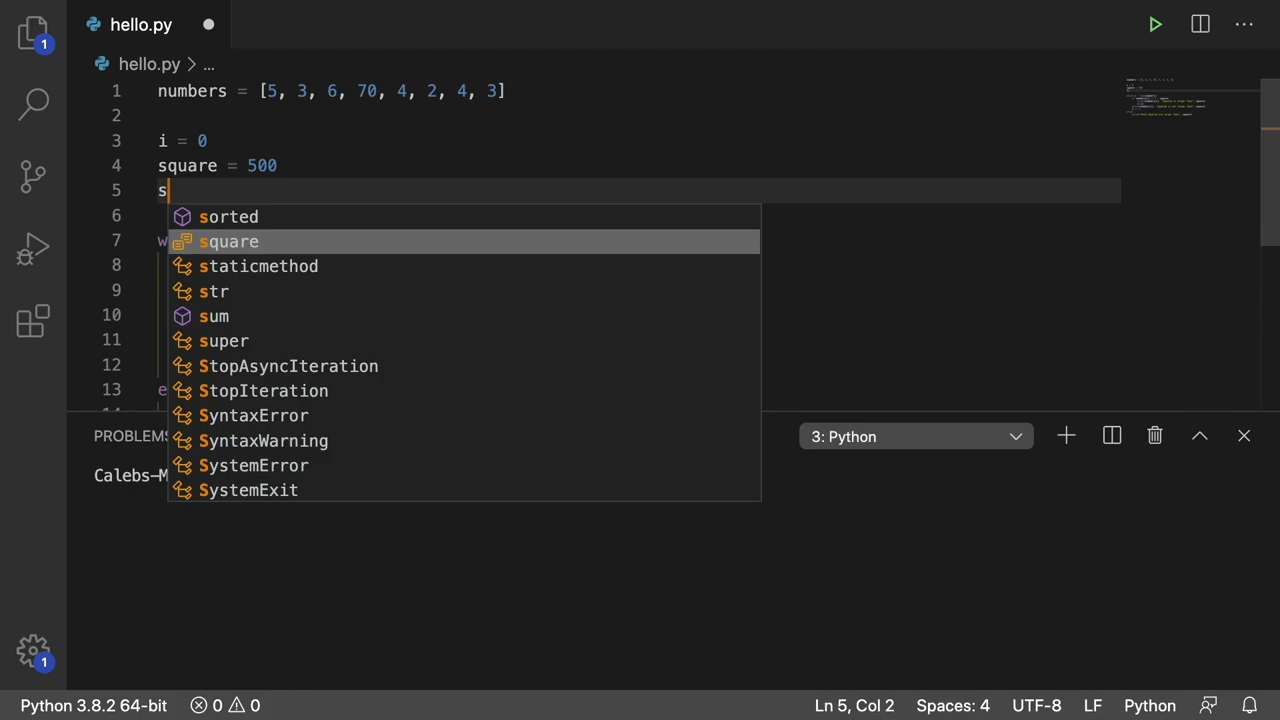 hello.py
hello.py > ...
1 numbers = [5, 3, 6, 70, 4, 2, 4, 3]
2
3 i = 0
4 square = 500
5 s
6 sorted
7 w square
8 staticmethod
9 str
10 sum
11 super
12 StopAsyncIteration
13 e StopIteration
SyntaxError
SyntaxWarning
SystemError
SystemExit
PROBLEMS
3: Python
Calebs-M
1
1
Python 3.8.2 64-bit 0 0 Ln 5, Col 2 Spaces: 4 UTF-8 LF Python